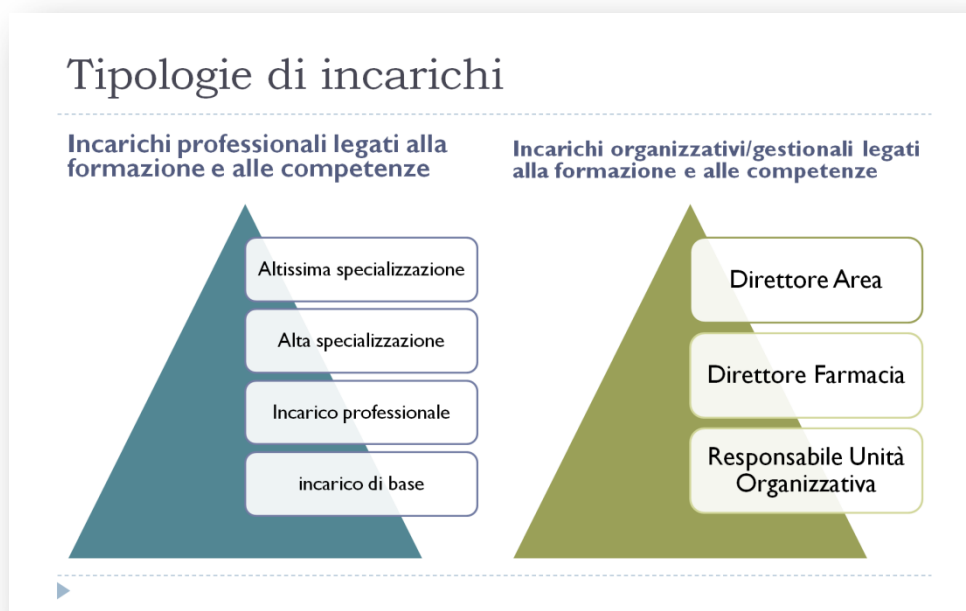 Tipologie di incarichi
Incarichi professionali legati alla
formazione e alle competenze
Altissima specializzazione
Alta specializzazione
Incarico professionale
incarico di base
Incarichi organizzativi/gestionali legati
alla formazione e alle competenze
Direttore Area
Direttore Farmacia
Responsabile Unità
Organizzativa